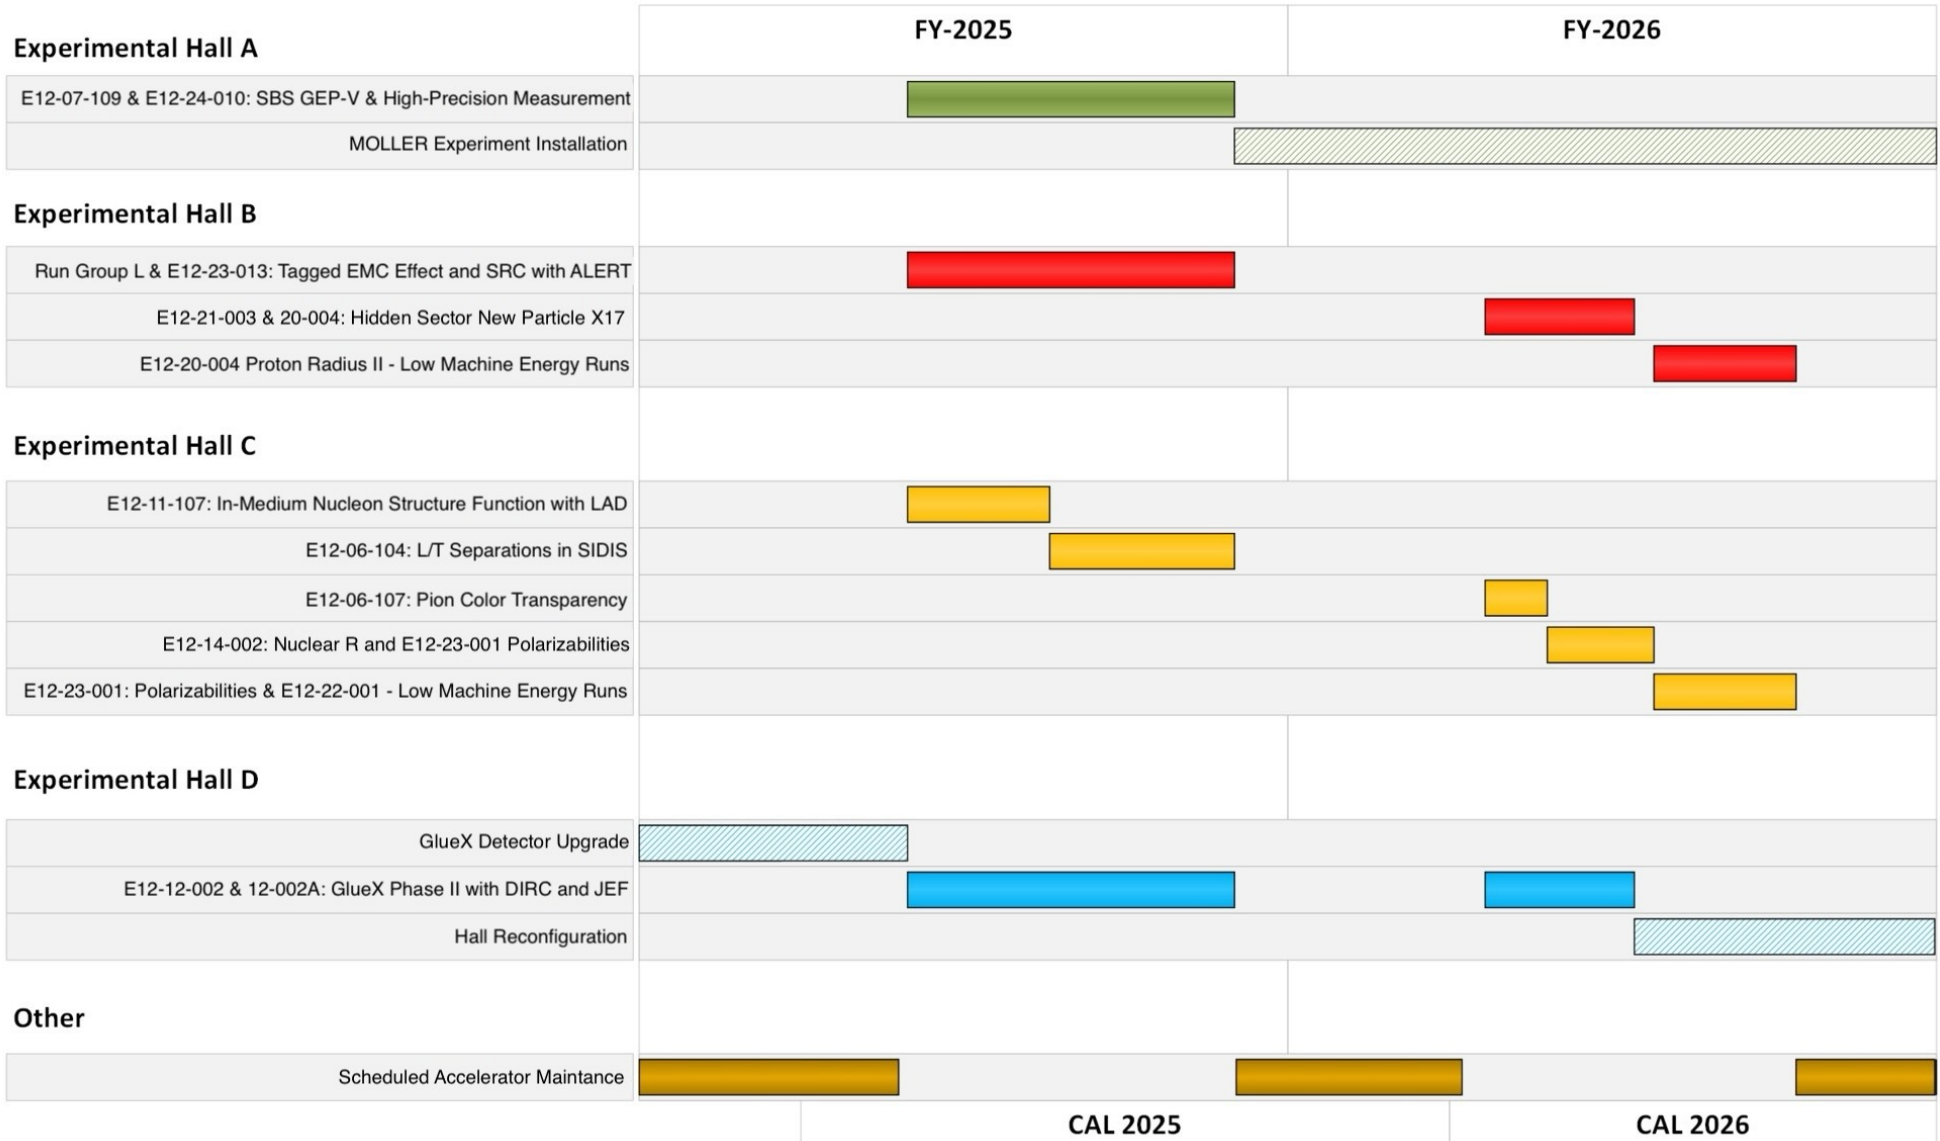 FY-2025
FY-2026
Experimental Hall A
E12-07-109 & E12-24-010: SBS GEP-V & High-Precision Measurement
MOLLER Experiment Installation
Experimental Hall B
Run Group L & E12-23-013: Tagged EMC Effect and SRC with ALERT
E12-21-003 & 20-004: Hidden Sector New Particle X17
E12-20-004 Proton Radius II - Low Machine Energy Runs
Experimental Hall C
E12-11-107: In-Medium Nucleon Structure Function with LAD
E12-06-104: L/T Separations in SIDIS
E12-06-107: Pion Color Transparency
E12-14-002: Nuclear R and E12-23-001 Polarizabilities
E12-23-001: Polarizabilities & E12-22-001 - Low Machine Energy Runs
Experimental Hall D
GlueX Detector Upgrade
E12-12-002 & 12-002A: GlueX Phase II with DIRC and JEF
Hall Reconfiguration
Other
Scheduled Accelerator Maintance
CAL 2025
CAL 2026